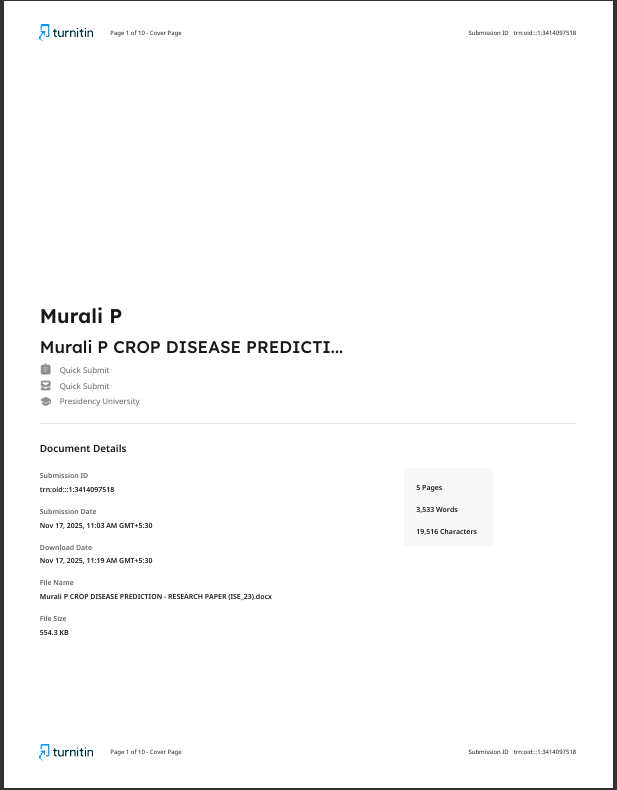 turnitin Page 1 of 10 - Cover Page Submission ID trn:oid:::1:3414097518
Murali P
Murali P CROP DISEASE PREDICTI...
Quick Submit
Quick Submit
Presidency University
Document Details
Submission ID
trn:oid:::1:3414097518
Submission Date
Nov 17, 2025, 11:03 AM GMT+5:30
Download Date
Nov 17, 2025, 11:19 AM GMT+5:30
File Name
Murali P CROP DISEASE PREDICTION - RESEARCH PAPER (ISE_23).docx
File Size
554.3 KB
5 Pages
3,533 Words
19,516 Characters
turnitin Page 1 of 10 - Cover Page Submission ID trn:oid:::1:3414097518